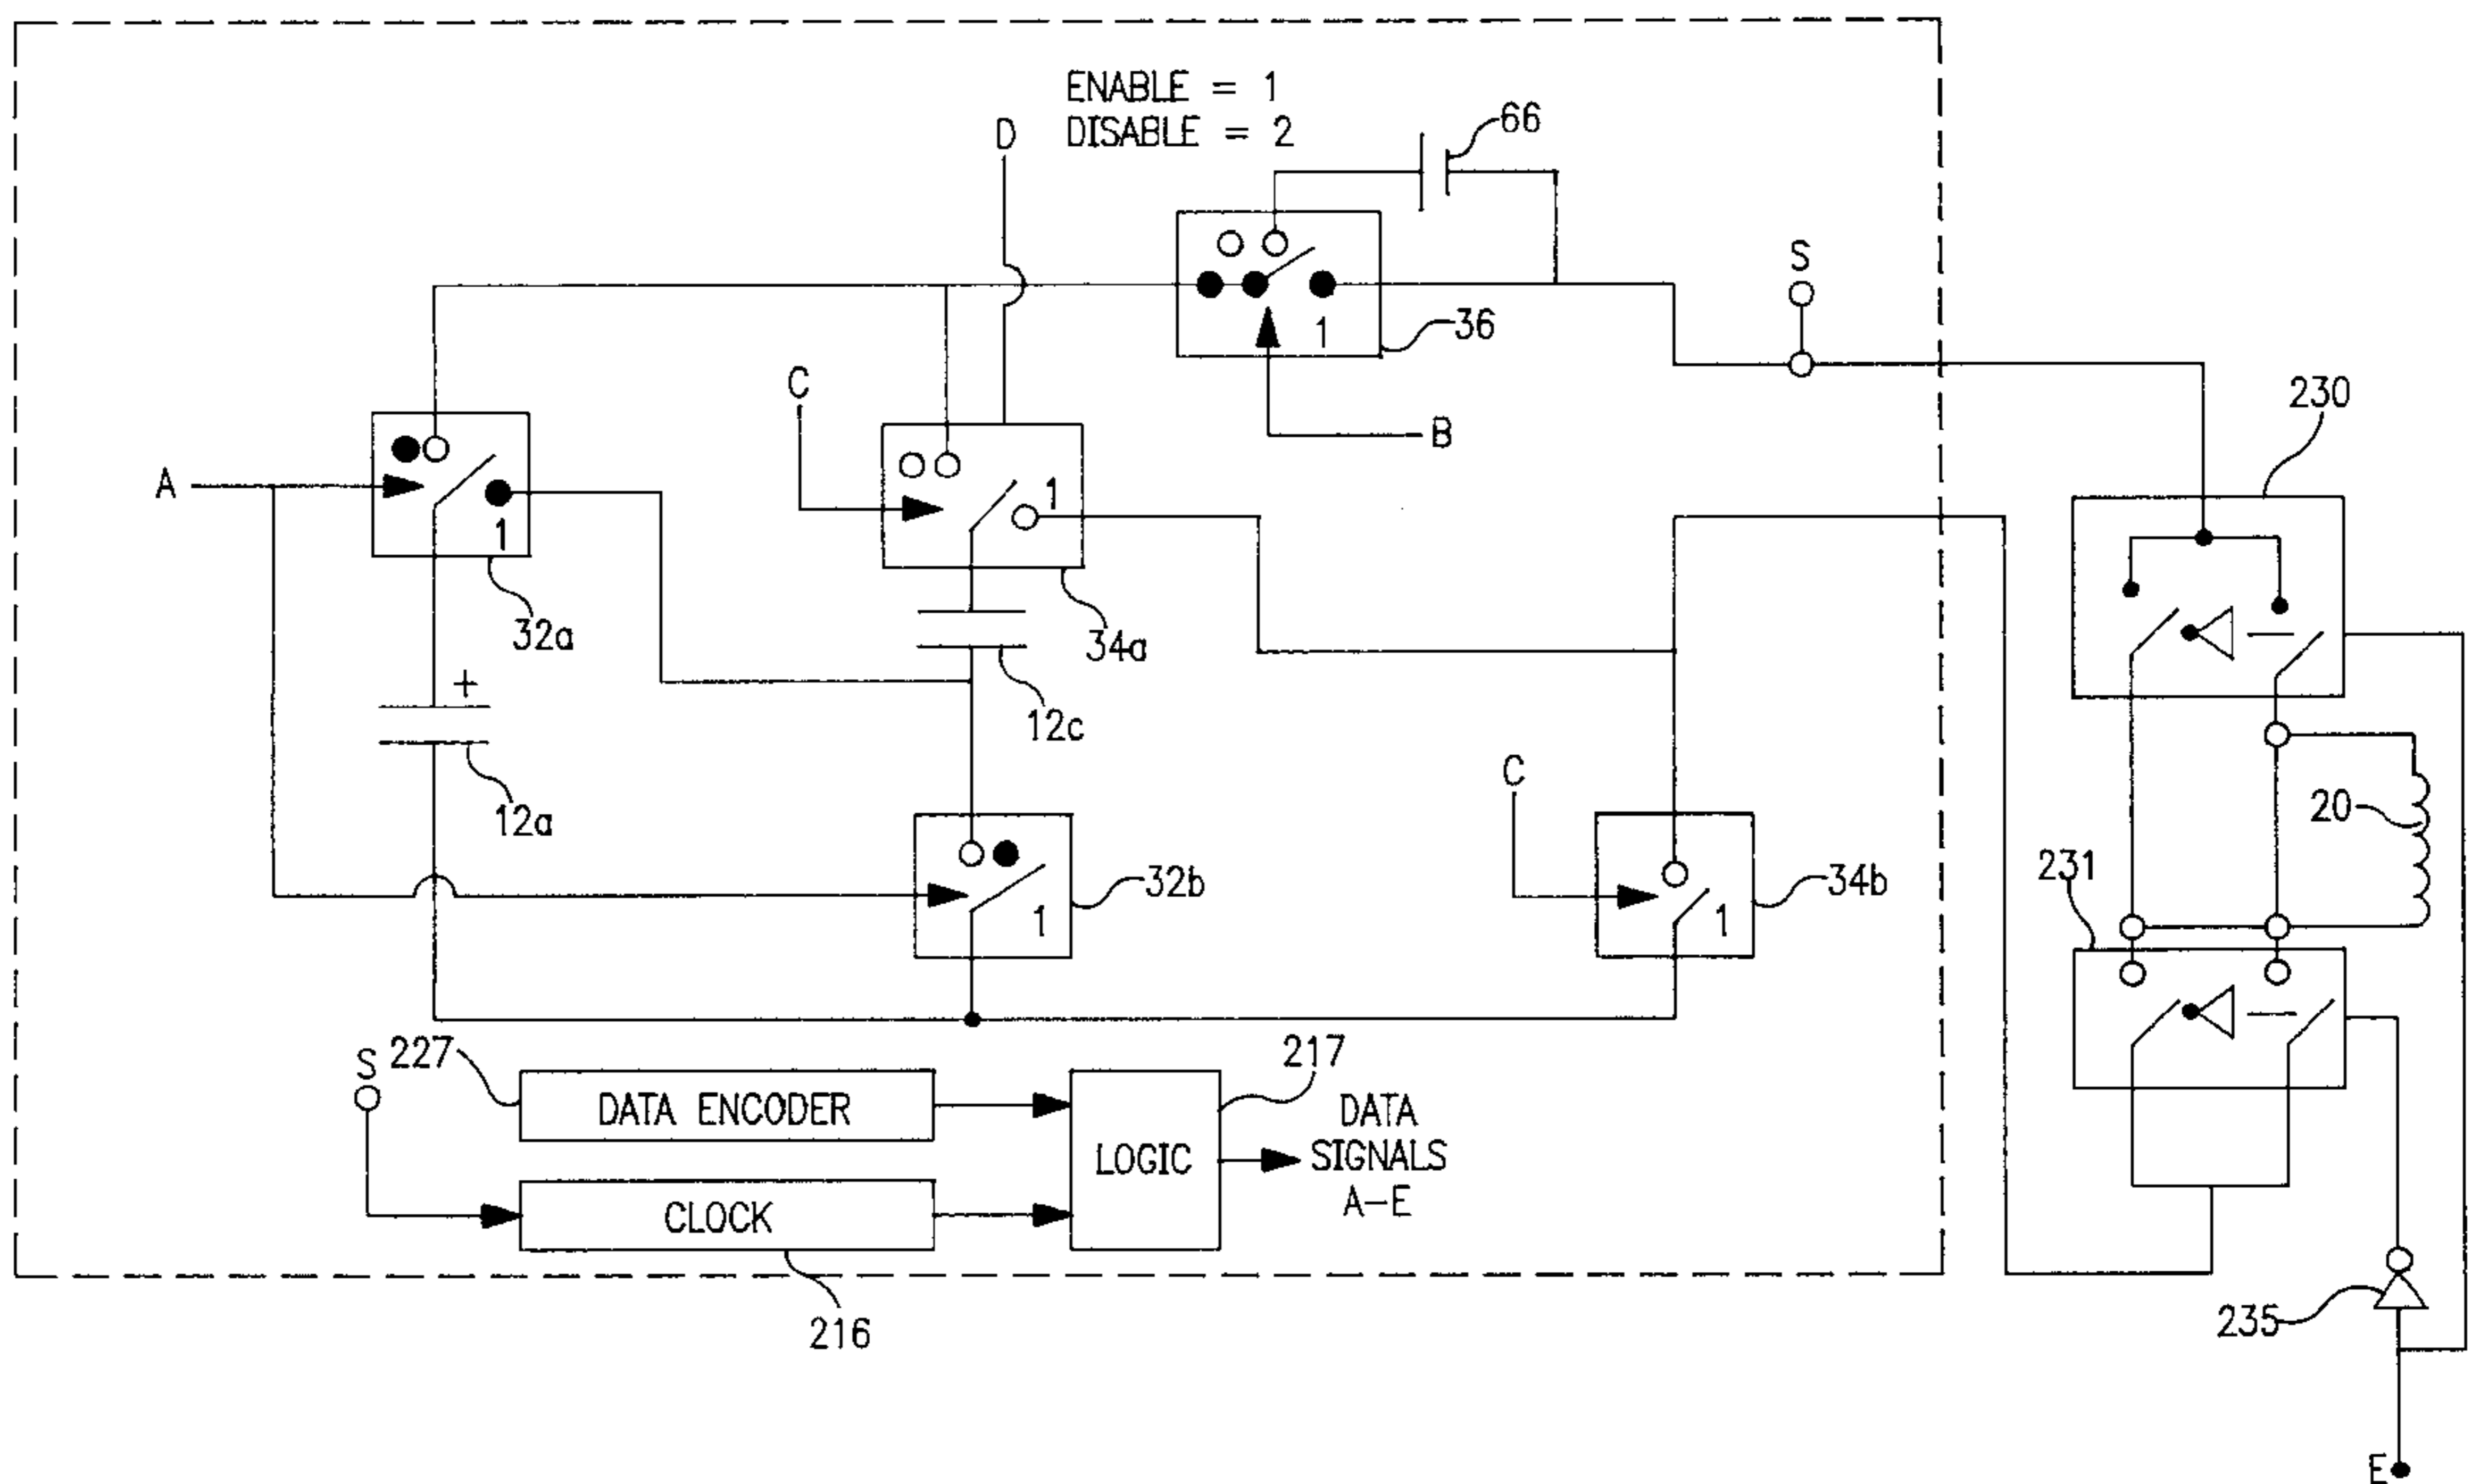 ENABLE = 1
DISABLE = 2
D
66
S
36
1
C
B
230
A
1
1
32a
34a
+
12c
12a
C
20
231
32b
1
34b
1
S
227
DATA ENCODER
217
LOGIC
DATA
SIGNALS
A-E
CLOCK
216
235
E